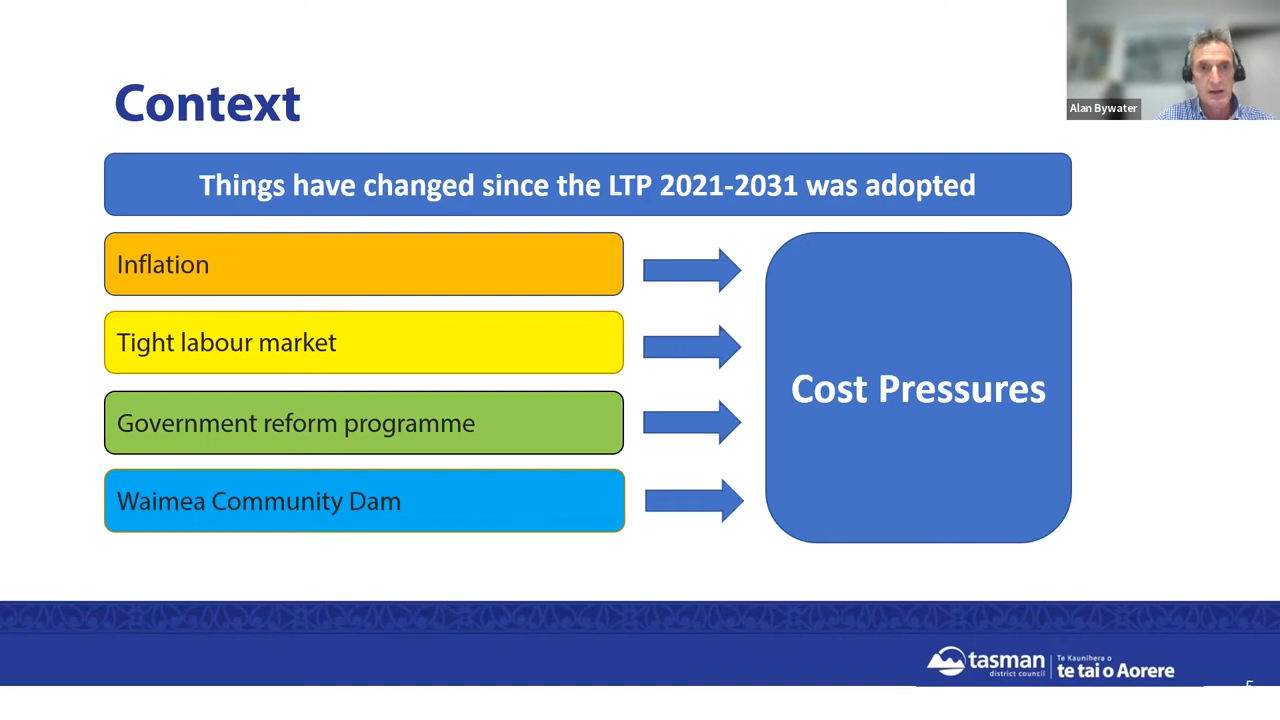 Context
Alan Bywater
Things have changed since the LTP 2021-2031 was adopted
Inflation
Tight labour market
Government reform programme
Waimea Community Dam
Cost Pressures
tasman
district council
Te Kaunihera o
te tai o Aorere
5